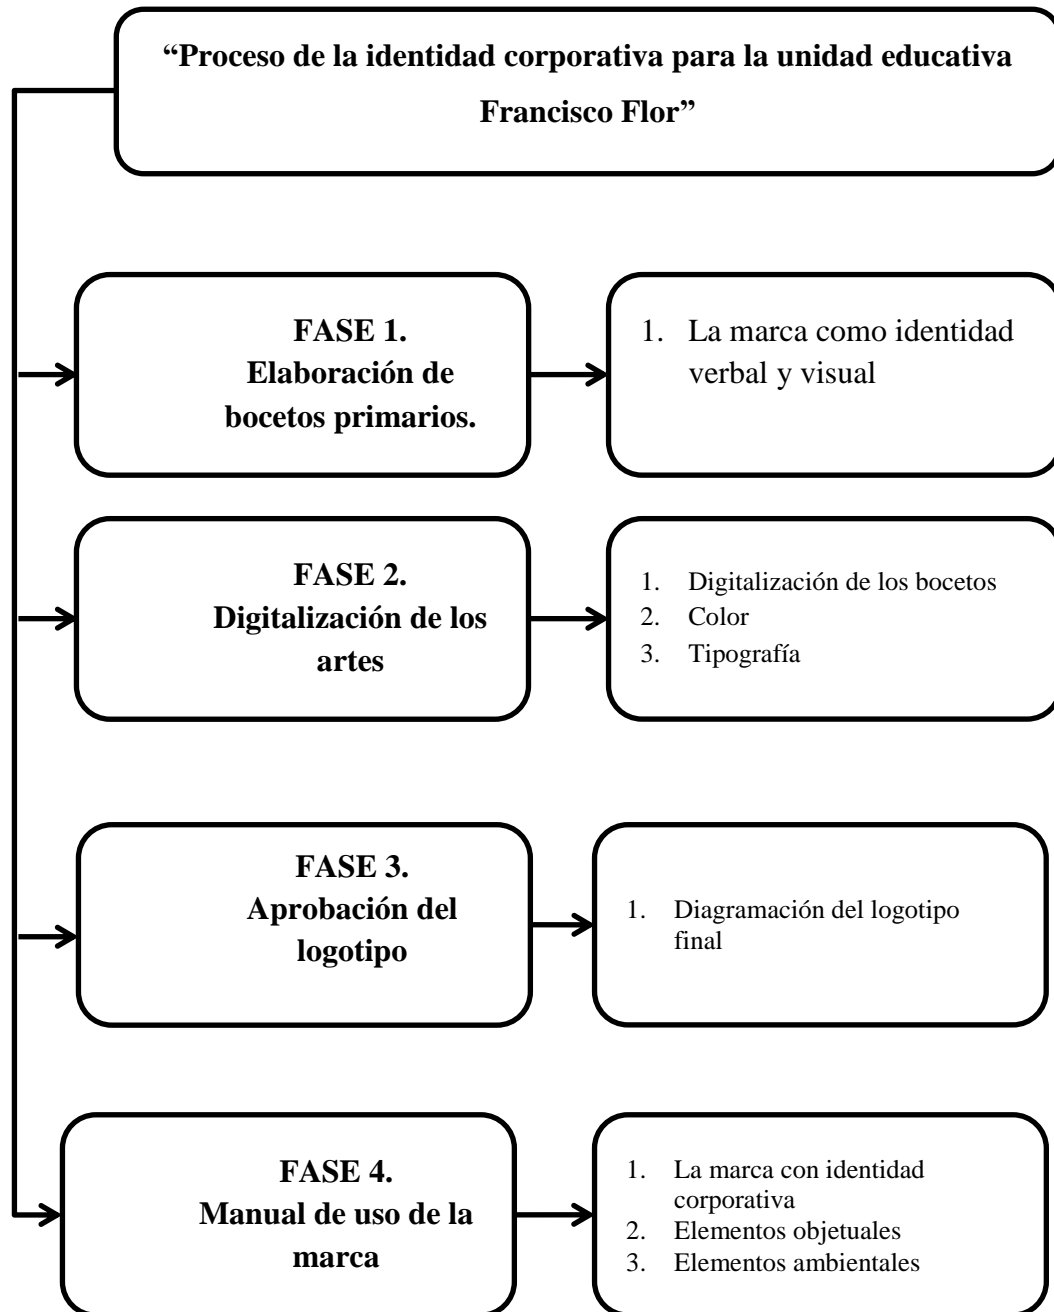 “Proceso de la identidad corporativa para la unidad educativa
Francisco Flor”
FASE 1.
Elaboración de
bocetos primarios.
1. La marca como identidad
verbal y visual
FASE 2.
Digitalización de los
artes
1. Digitalización de los bocetos
2. Color
3. Tipografía
FASE 3.
Aprobación del
logotipo
1. Diagramación del logotipo
final
FASE 4.
Manual de uso de la
marca
1. La marca con identidad
corporativa
2. Elementos objetuales
3. Elementos ambientales